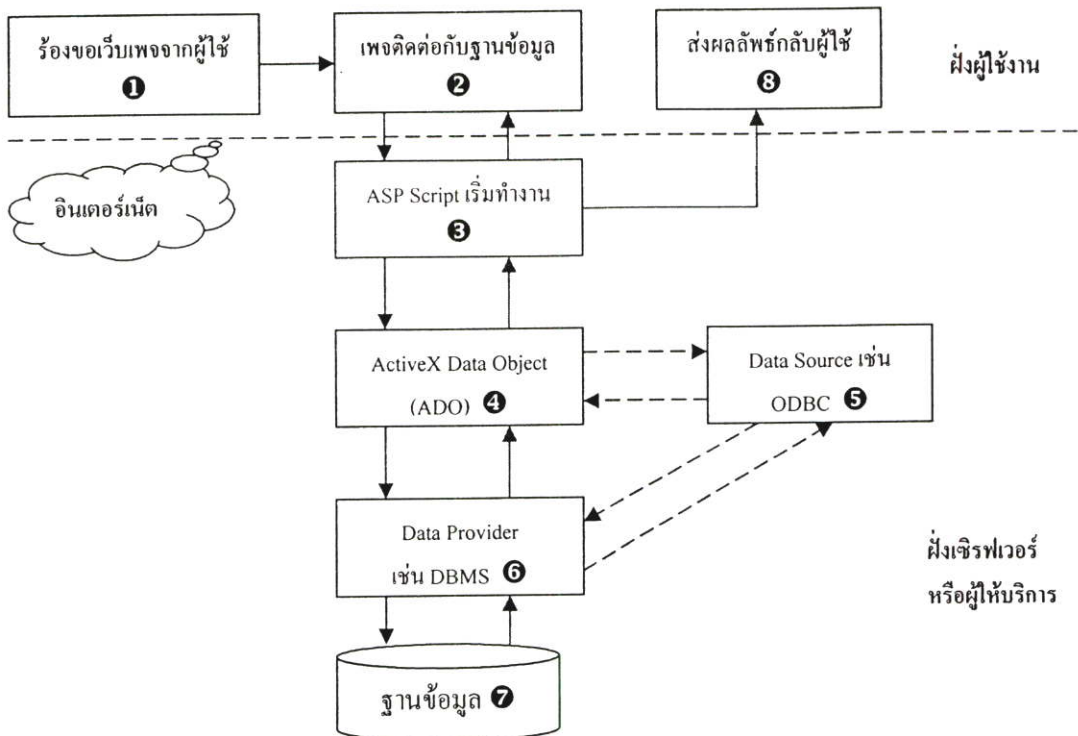 ร้องขอเว็บเพจจากผู้ใช้
❶
เพจติดต่อกับฐานข้อมูล
❷
ส่งผลลัพธ์กลับผู้ใช้
❽
ฝั่งผู้ใช้งาน
อินเตอร์เน็ต
ASP Script เริ่มทำงาน
❸
ActiveX Data Object
(ADO) ❹
Data Source เช่น
ODBC ❺
Data Provider
เช่น DBMS ❻
ฝั่งเซิรฟเวอร์
หรือผู้ให้บริการ
ฐานข้อมูล ❼